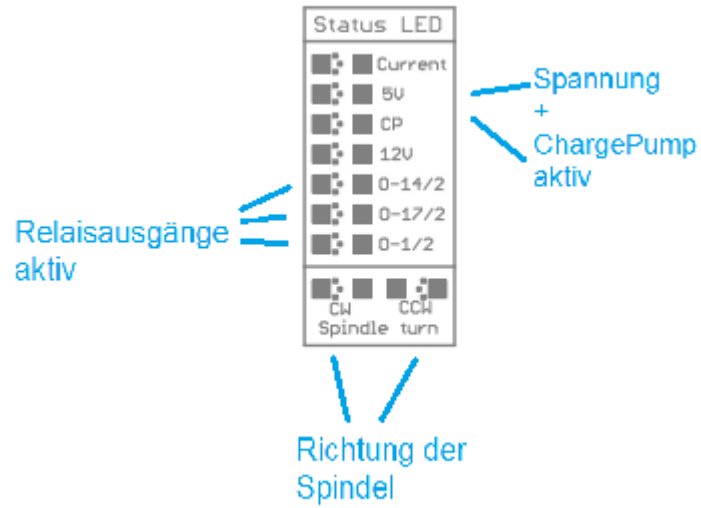 Status LED
Current
5V
CP
12V
O-14/2
O-17/2
O-1/2
CW CCW
Spindle turn
Spannung
+
ChargePump
aktiv
Relaisausgänge
aktiv
Richtung der
Spindel